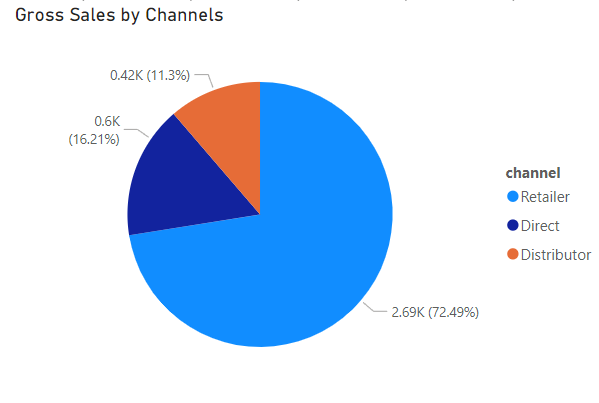 Gross Sales by Channels
0.42K (11.3%)
0.6K
(16.21%)
channel
Retailer
Direct
Distributor
2.69K (72.49%)